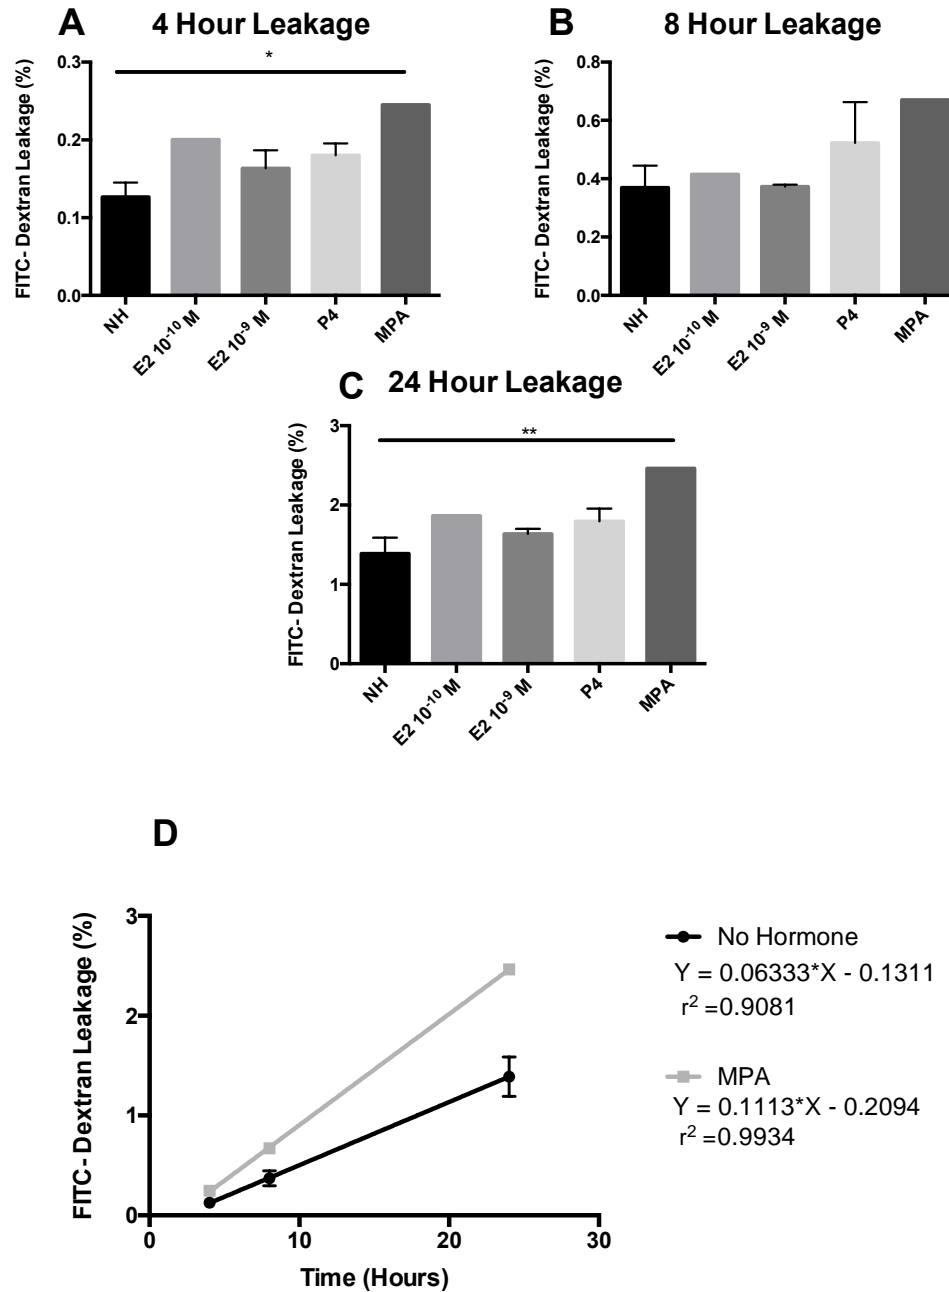 A 4 Hour Leakage
FITC- Dextran Leakage (%)
0.3
0.2
0.1
0.0
*
NH
E2 10⁻¹⁰ M
E2 10⁻⁹ M
P4
MPA
B 8 Hour Leakage
FITC- Dextran Leakage (%)
0.8
0.6
0.4
0.2
0.0
NH
E2 10⁻¹⁰ M
E2 10⁻⁹ M
P4
MPA
C 24 Hour Leakage
FITC- Dextran Leakage (%)
3
2
1
0
**
NH
E2 10⁻¹⁰ M
E2 10⁻⁹ M
P4
MPA
D
FITC- Dextran Leakage (%)
3
2
1
0
0 10 20 30
Time (Hours)
No Hormone
Y = 0.06333*X - 0.1311
r² =0.9081
MPA
Y = 0.1113*X - 0.2094
r² =0.9934